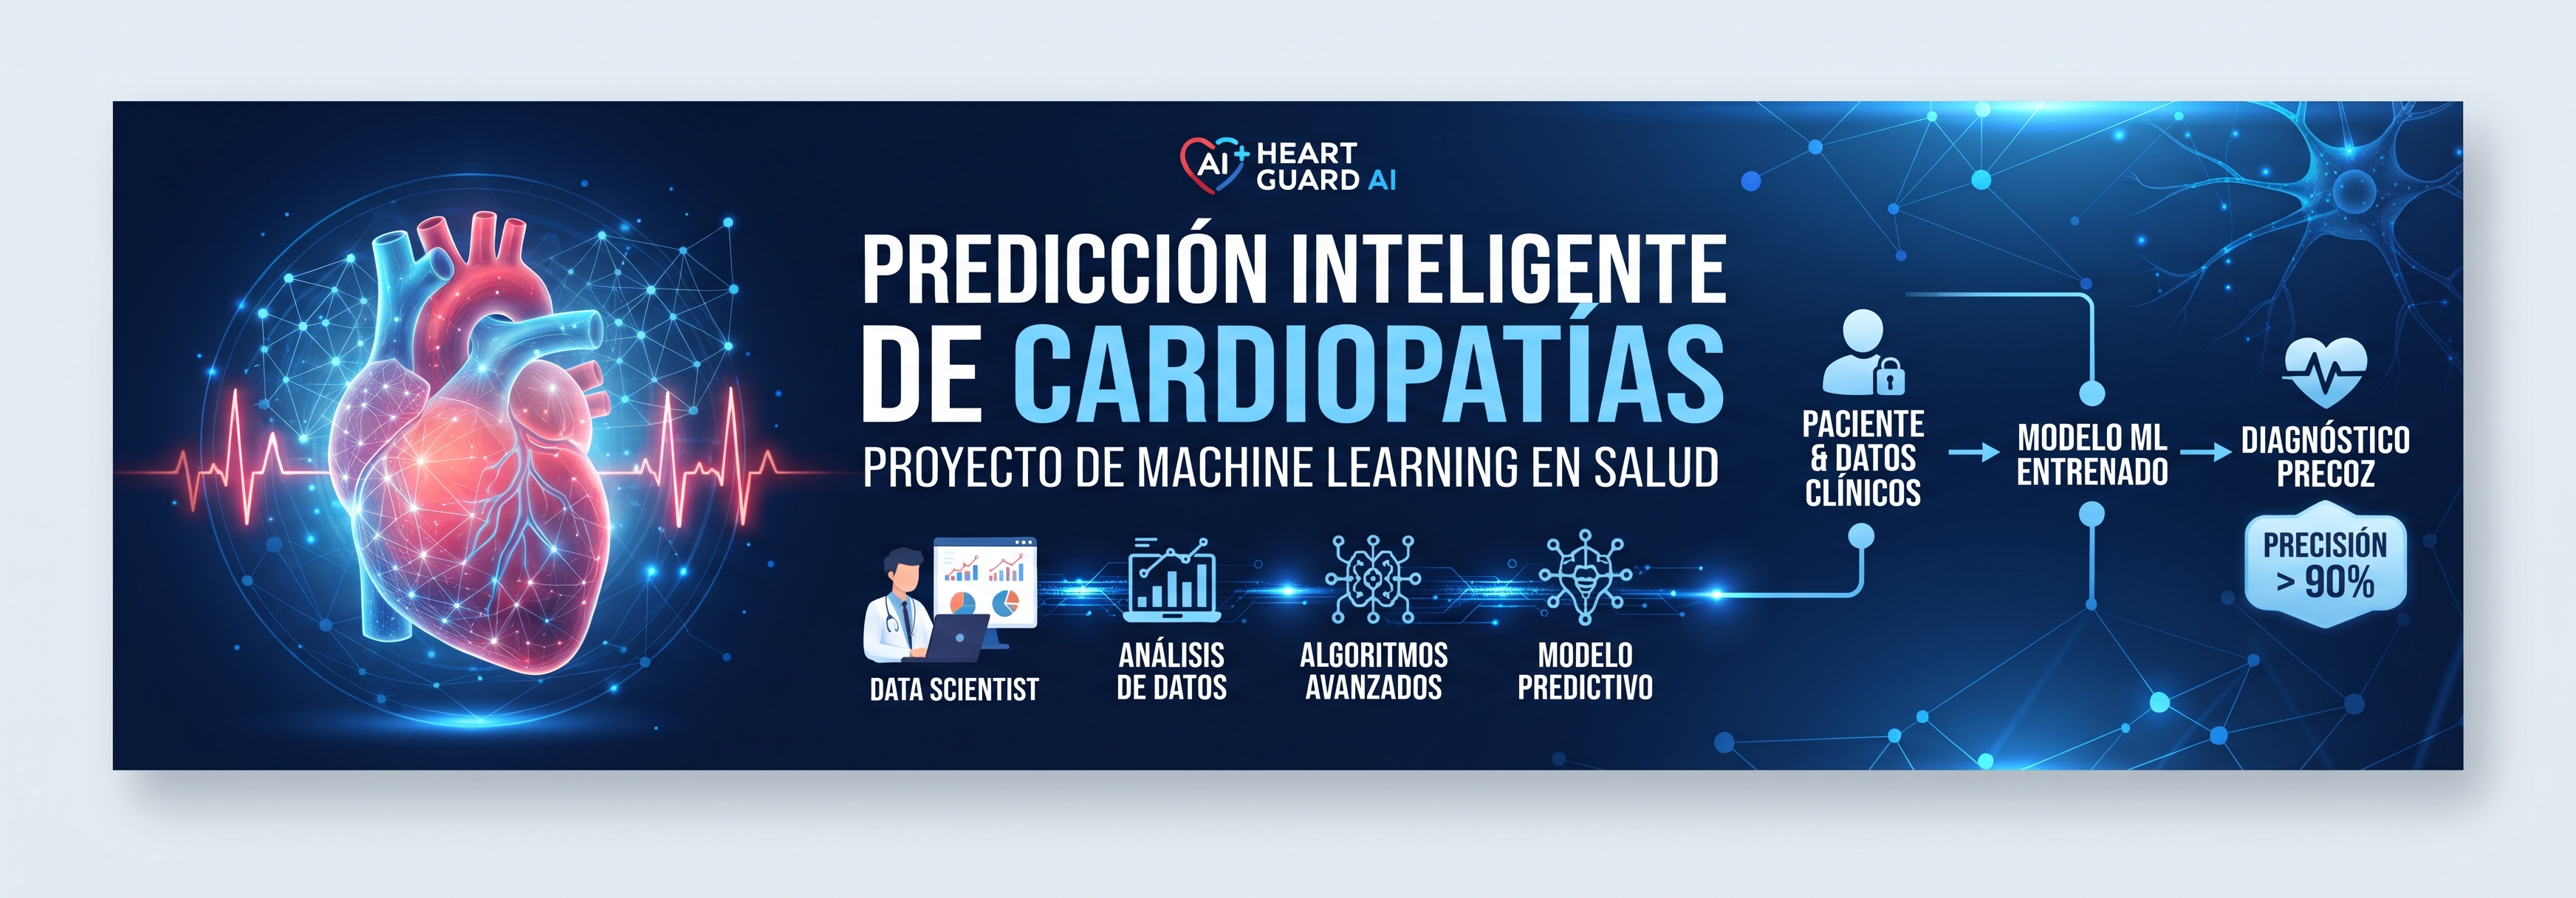 AI
HEART
GUARD AI
PREDICCIÓN INTELIGENTE
DE CARDIOPATÍAS
PROYECTO DE MACHINE LEARNING EN SALUD
DATA SCIENTIST
ANÁLISIS
DE DATOS
ALGORITMOS
AVANZADOS
MODELO
PREDICTIVO
PACIENTE
& DATOS
CLÍNICOS
MODELO ML
ENTRENADO
DIAGNÓSTICO
PRECOZ
PRECISIÓN
> 90%